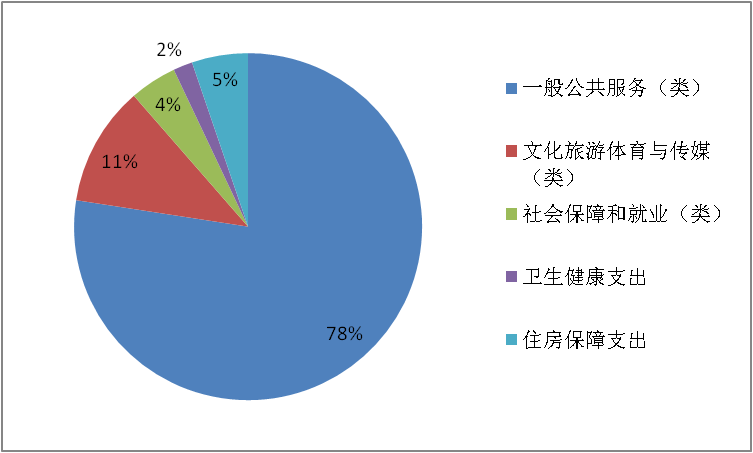 2%
5%
4%
11%
78%
一般公共服务（类）
文化旅游体育与传媒
（类）
社会保障和就业（类）
卫生健康支出
住房保障支出